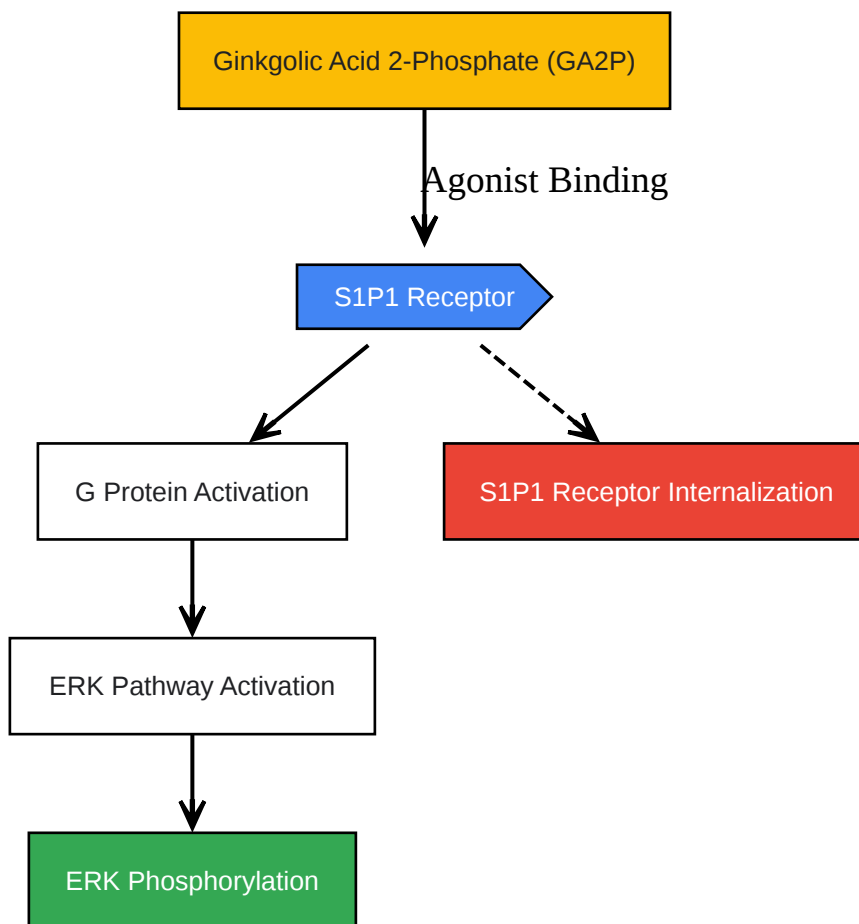 Ginkgolic Acid 2-Phosphate (GA2P)
Agonist Binding
S1P1 Receptor
G Protein Activation
S1P1 Receptor Internalization
ERK Pathway Activation
ERK Phosphorylation